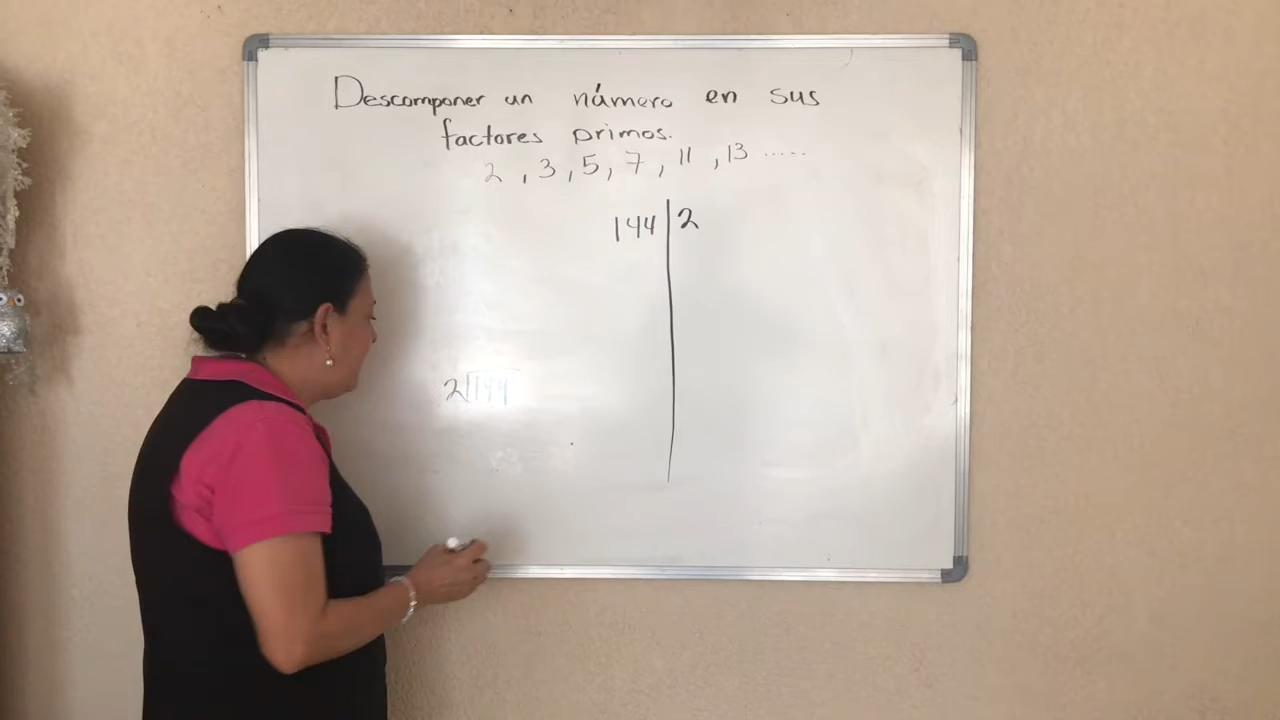 Descomponer un número en sus
factores primos.
2, 3, 5, 7, 11, 13 .....
144 | 2
2 144